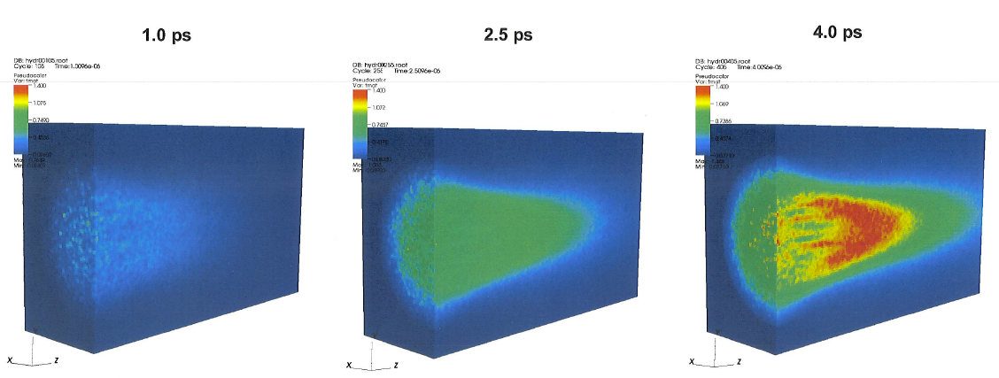 1.0 ps
2.5 ps
4.0 ps
DB: hydr00105.root
Cycle: 105 Time:1.0096e-06
Pseudocolor
Var: tmat
1.400
1.075
0.7490
DB: hydr00255.root
Cycle: 255 Time:2.5096e-06
Pseudocolor
Var: tmat
1.400
1.072
0.7437
DB: hydr00405.root
Cycle: 405 Time:4.0096e-06
Pseudocolor
Var: tmat
1.400
1.069
0.7386
X Z
X Z
X Z